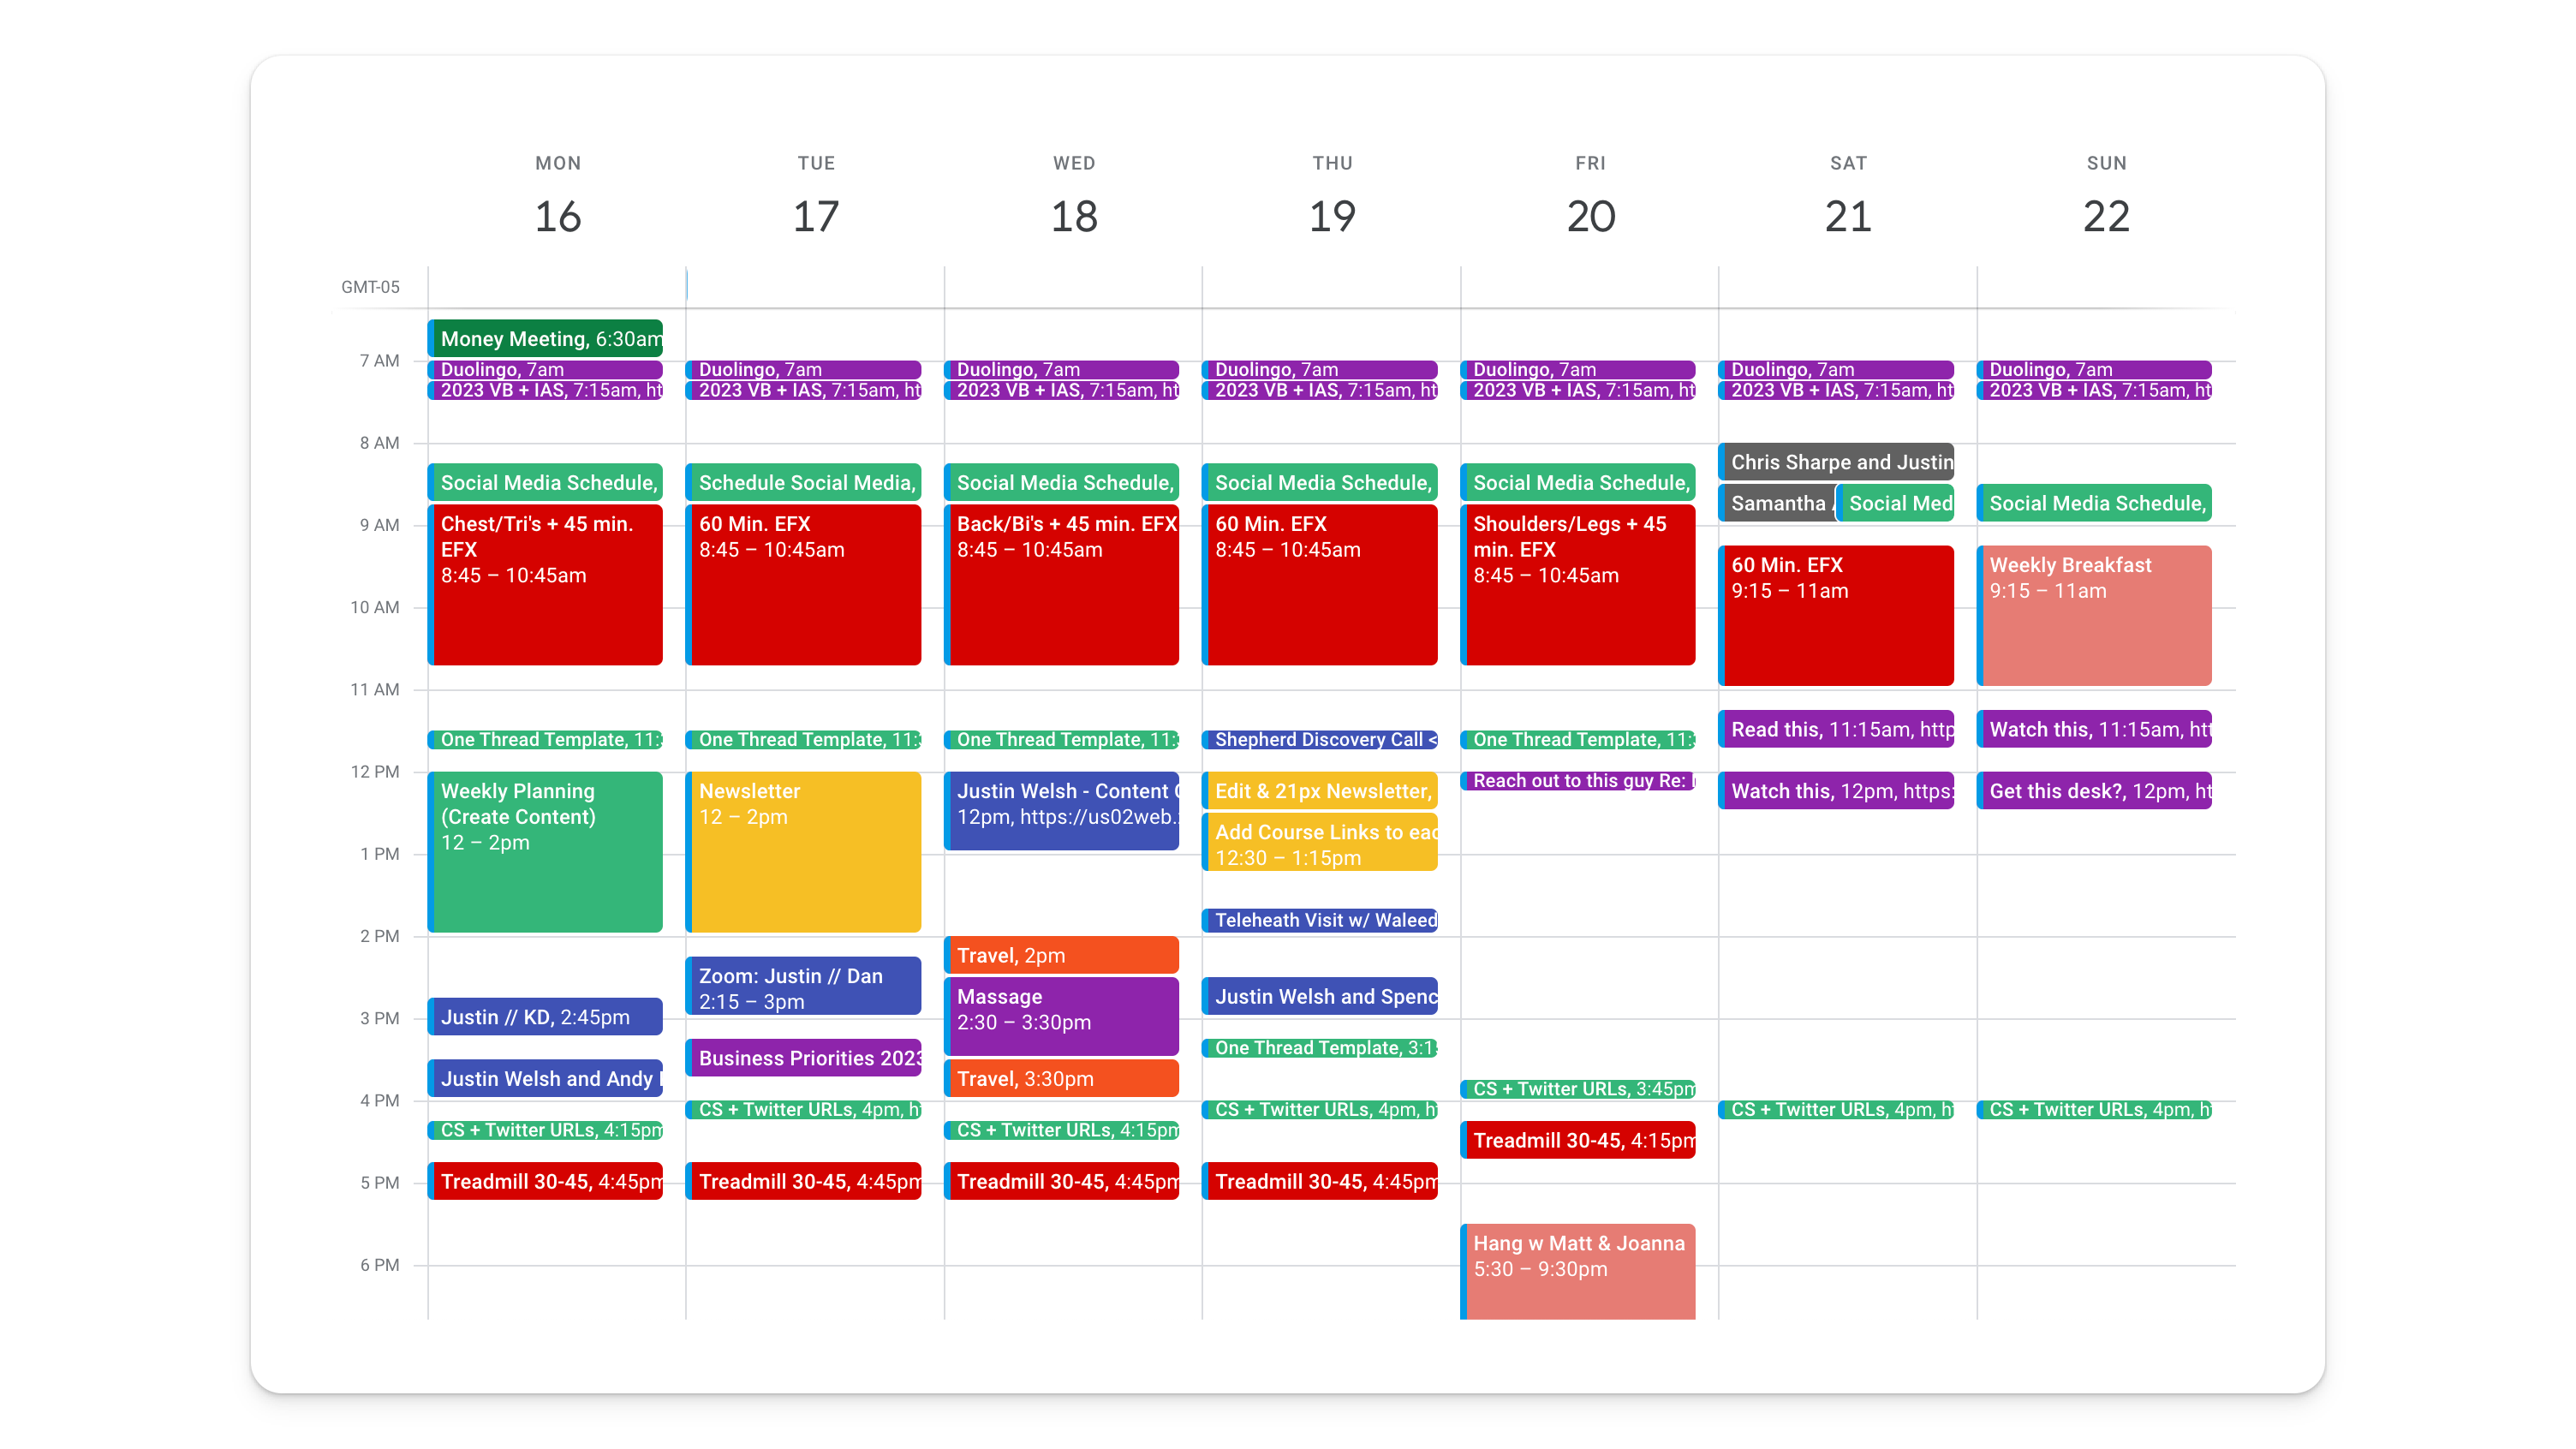 MON
16
TUE
17
WED
18
THU
19
FRI
20
SAT
21
SUN
22
GMT-05
7 AM
8 AM
9 AM
10 AM
11 AM
12 PM
1 PM
2 PM
3 PM
4 PM
5 PM
6 PM
Money Meeting, 6:30am
Duolingo, 7am
2023 VB + IAS, 7:15am, ht
Social Media Schedule,
Chest/Tri's + 45 min.
EFX
8:45 – 10:45am
One Thread Template, 11:
Weekly Planning
(Create Content)
12 – 2pm
Justin // KD, 2:45pm
Justin Welsh and Andy
CS + Twitter URLs, 4:15pm
Treadmill 30-45, 4:45pm
Duolingo, 7am
2023 VB + IAS, 7:15am, ht
Schedule Social Media,
60 Min. EFX
8:45 – 10:45am
One Thread Template, 11:
Newsletter
12 – 2pm
Zoom: Justin // Dan
2:15 – 3pm
Business Priorities 2023
CS + Twitter URLs, 4pm, h
Treadmill 30-45, 4:45pm
Duolingo, 7am
2023 VB + IAS, 7:15am, ht
Social Media Schedule,
Back/Bi's + 45 min. EFX
8:45 – 10:45am
One Thread Template, 11:
Justin Welsh - Content
12pm, https://us02web.
Travel, 2pm
Massage
2:30 – 3:30pm
Travel, 3:30pm
CS + Twitter URLs, 4:15pm
Treadmill 30-45, 4:45pm
Duolingo, 7am
2023 VB + IAS, 7:15am, ht
Social Media Schedule,
60 Min. EFX
8:45 – 10:45am
Shepherd Discovery Call <
Edit & 21px Newsletter,
Add Course Links to eac
12:30 – 1:15pm
Teleheath Visit w/ Waleed
Justin Welsh and Spenc
One Thread Template, 3:1
CS + Twitter URLs, 4pm, h
Treadmill 30-45, 4:45pm
Duolingo, 7am
2023 VB + IAS, 7:15am, ht
Social Media Schedule,
Shoulders/Legs + 45
min. EFX
8:45 – 10:45am
One Thread Template, 11:
Reach out to this guy Re:
CS + Twitter URLs, 3:45pm
Treadmill 30-45, 4:15pm
Hang w Matt & Joanna
5:30 – 9:30pm
Duolingo, 7am
2023 VB + IAS, 7:15am, ht
Chris Sharpe and Justin
Samantha
Social Med
60 Min. EFX
9:15 – 11am
Read this, 11:15am, http
Watch this, 12pm, https:
CS + Twitter URLs, 4pm, h
Duolingo, 7am
2023 VB + IAS, 7:15am, ht
Social Media Schedule,
Weekly Breakfast
9:15 – 11am
Watch this, 11:15am, htt
Get this desk?, 12pm, ht
CS + Twitter URLs, 4pm, h